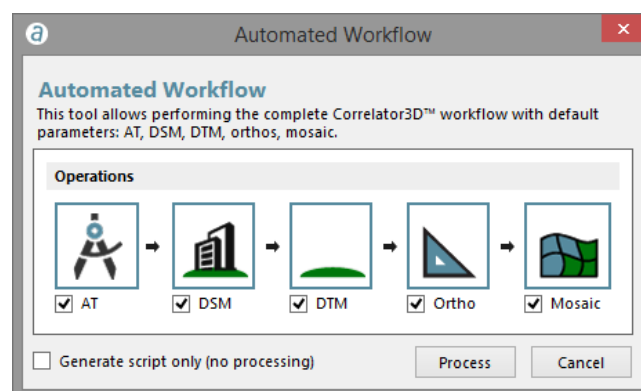 Automated Workflow
Automated Workflow
This tool allows performing the complete Correlator3D™ workflow with default
parameters: AT, DSM, DTM, orthos, mosaic.
Operations
AT DSM DTM Ortho Mosaic
Generate script only (no processing) Process Cancel